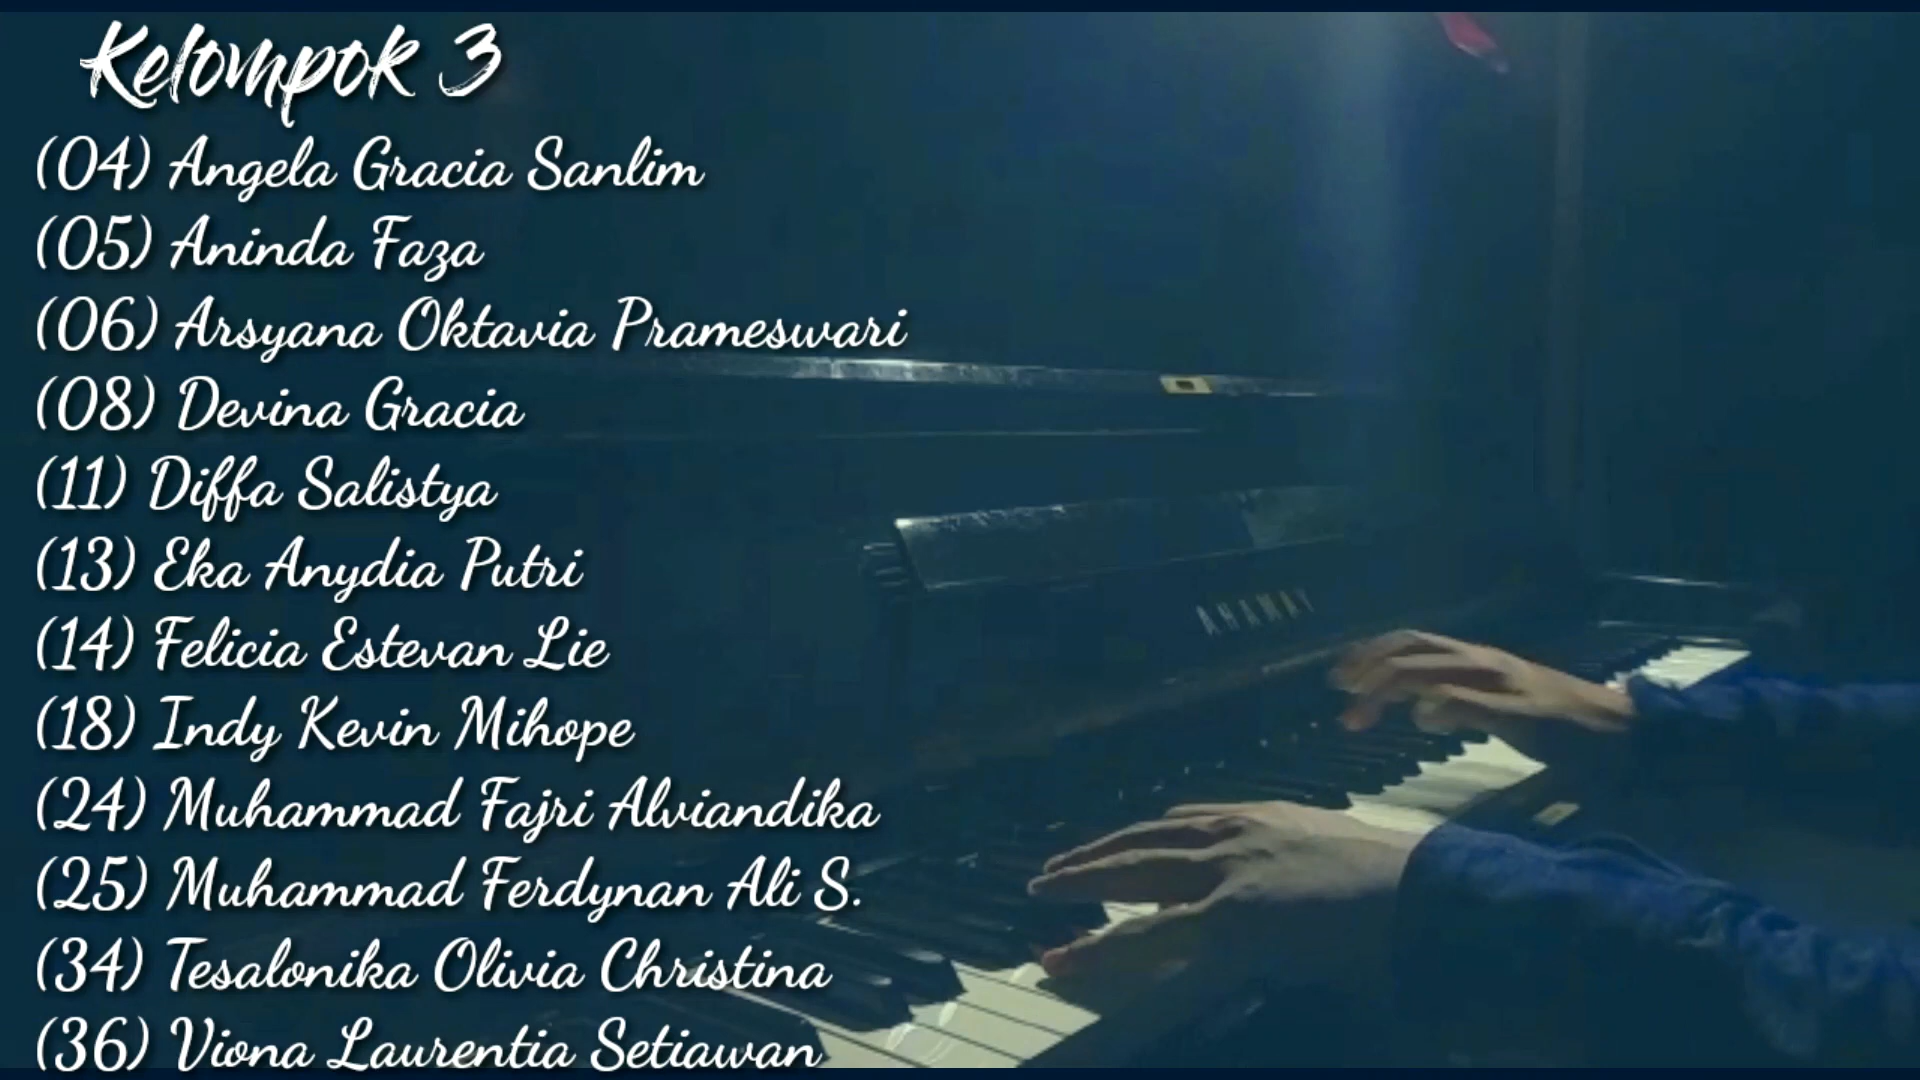 Kelompok 3
(04) Angela Gracia Sanlim
(05) Aninda Faza
(06) Arsyana Oktavia Prameswari
(08) Devina Gracia
(11) Diffa Salistya
(13) Eka Anydia Putri
(14) Felicia Estevan Lie
(18) Indy Kevin Mihope
(24) Muhammad Fajri Alviandika
(25) Muhammad Ferdynan Ali S.
(34) Tesalonika Olivia Christina
(36) Viona Laurentia Setiawan
AHAMAY